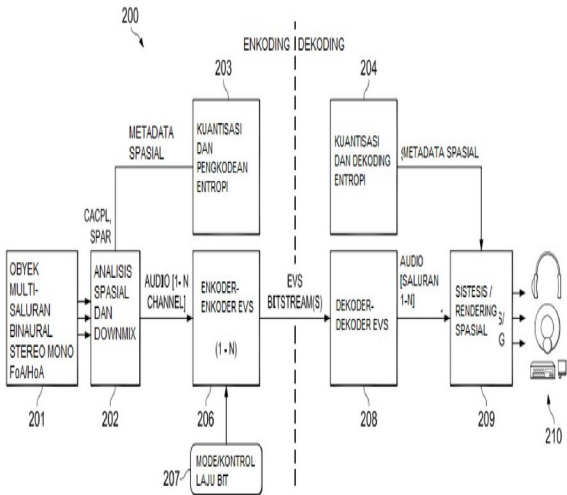 200
ENKODING
DEKODING
203
204
KUANTISASI
DAN
PENGKODEAN
ENTROPI
KUANTISASI
DAN DEKODING
ENTROPI
METADATA
SPASIAL
METADATA SPASIAL
CACPL,
SPAR
OBYEK
MULTI-
SALURAN
BINAURAL
STEREO MONO
FoA/HoA
ANALISIS
SPASIAL
DAN
DOWNMIX
AUDIO [1- N
CHANNEL]
ENKODER-
ENKODER EVS
(1 - N)
EVS
BITSTREAM(S)
DEKODER-
DEKODER EVS
AUDIO
[SALURAN
1-N]
SISTESIS /
RENDERING
SPASIAL
S/
G
201
202
206
208
209
210
207
MODE/KONTROL
LAJU BIT